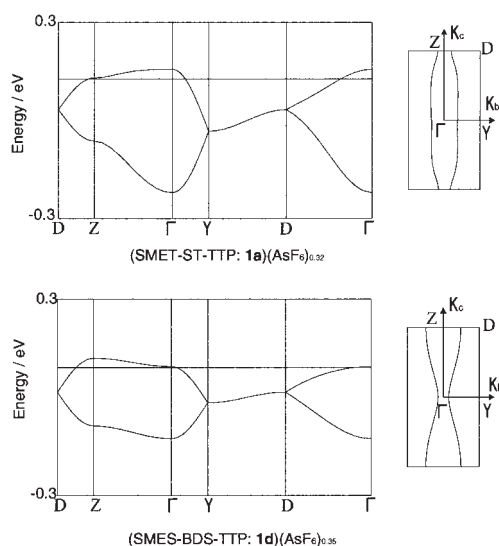 0.3
Energy / eV
-0.3
D Z Γ Y D Γ
(SMET-ST-TTP: 1a)(AsF6)0.32
Z Kc D
Kb
Γ Y
0.3
Energy / eV
-0.3
D Z Γ Y D Γ
(SMES-BDS-TTP: 1d)(AsF6)0.35
Z Kc D
Γ Y